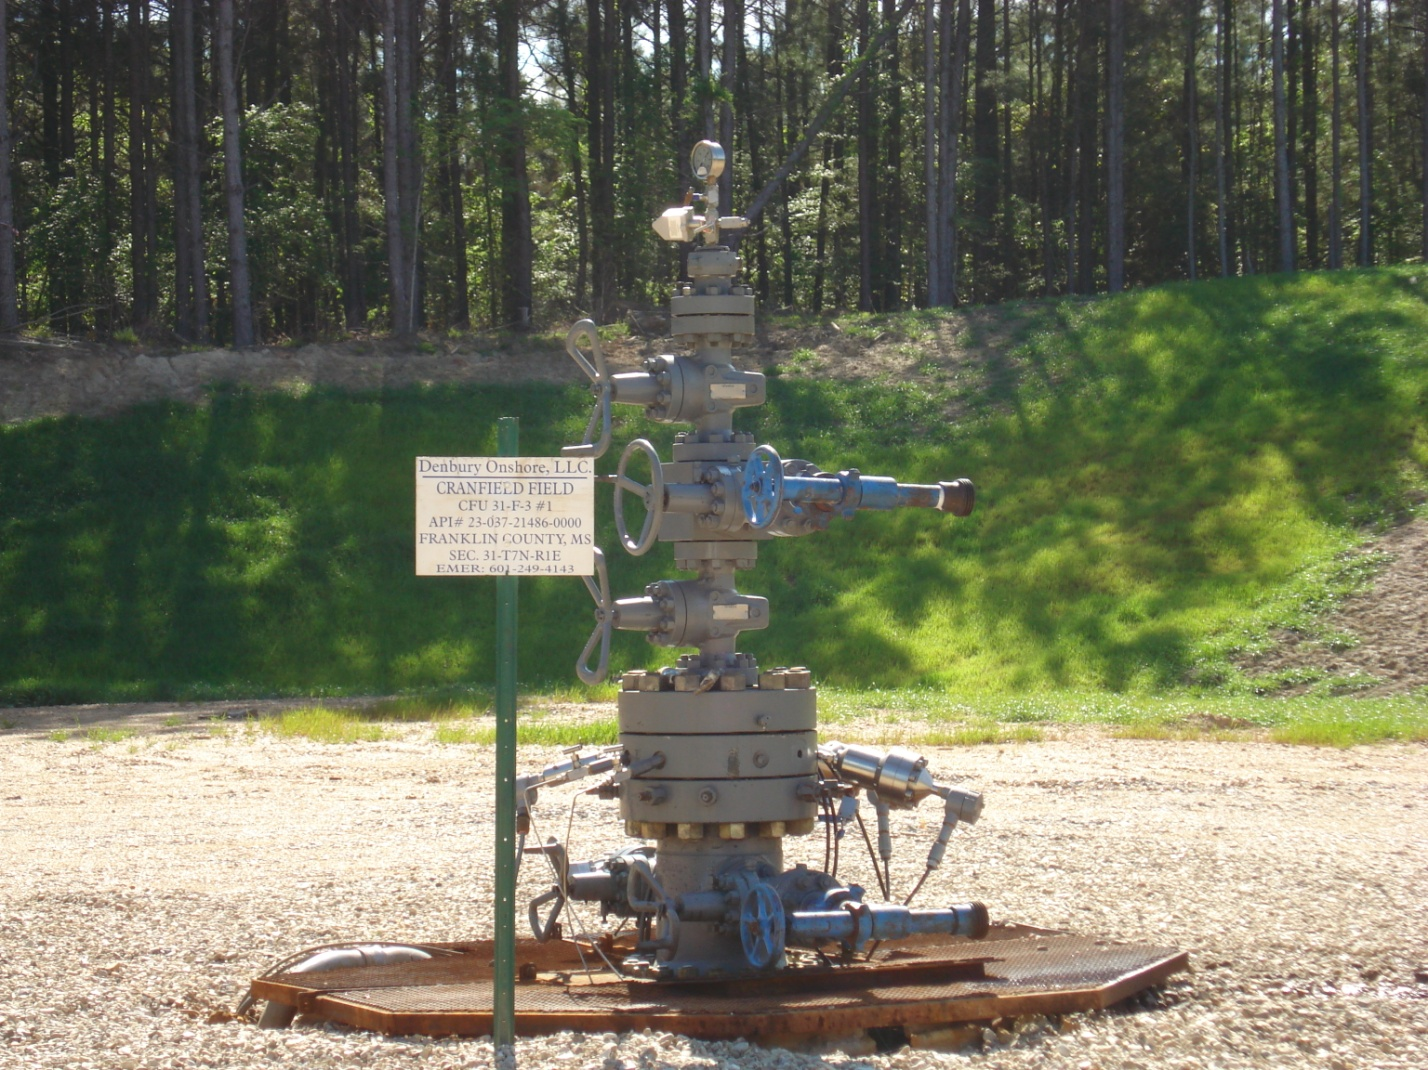 Denbury Onshore, LLC.
CRANFIELD FIELD
CFU 31-F-3 #1
API# 23-037-21486-0000
FRANKLIN COUNTY, MS
SEC. 31-T7N-R1E
EMER: 601-249-4143